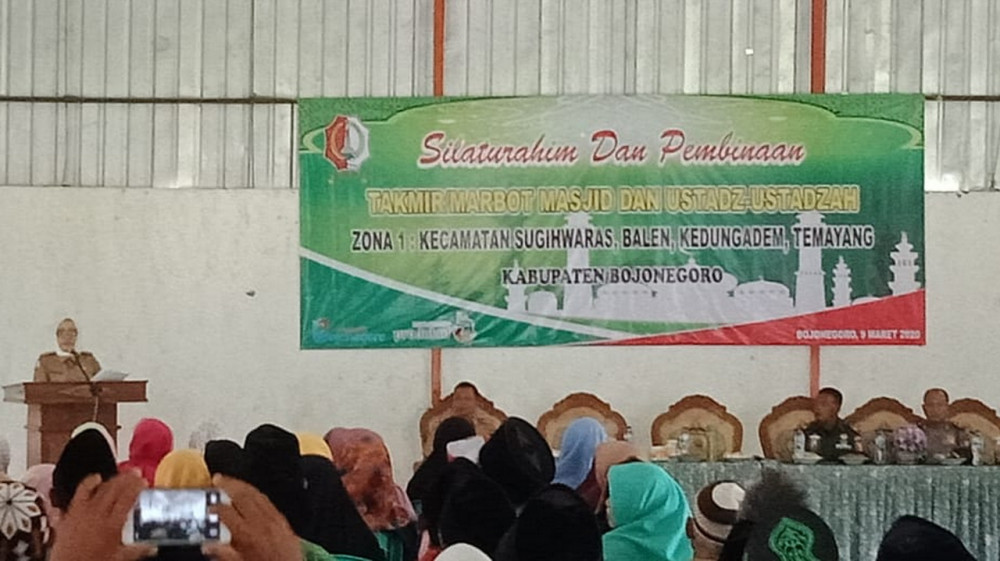 Silaturahim Dan Pembinaan
TAKMIR MARBOT MASJID DAN USTADZ-USTADZAH
ZONA 1 : KECAMATAN SUGIHWARAS, BALEN, KEDUNGADEM, TEMAYANG
KABUPATEN BOJONEGORO
BOJONEGORO, 9 MARET 2020